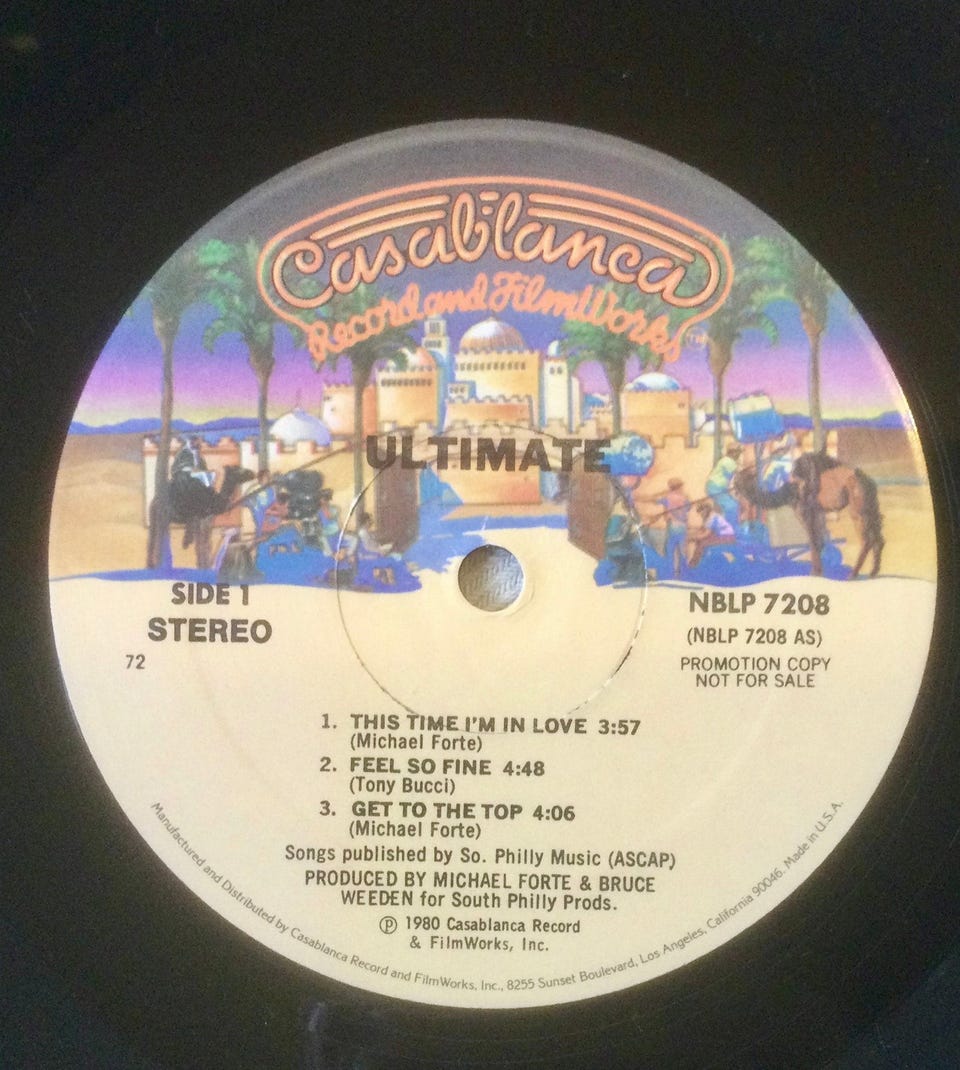 Casablanca
Record and FilmWorks TM
ULTIMATE
SIDE 1
STEREO
72
NBLP 7208
(NBLP 7208 AS)
PROMOTION COPY
NOT FOR SALE
1. THIS TIME I'M IN LOVE 3:57
(Michael Forte)
2. FEEL SO FINE 4:48
(Tony Bucci)
3. GET TO THE TOP 4:06
(Michael Forte)
Songs published by So. Philly Music (ASCAP)
PRODUCED BY MICHAEL FORTE & BRUCE
WEEDEN for South Philly Prods.
℗ 1980 Casablanca Record
& FilmWorks, Inc.
Manufactured and Distributed by Casablanca Record and FilmWorks, Inc., 8255 Sunset Boulevard, Los Angeles, California 90046. Made in U.S.A.